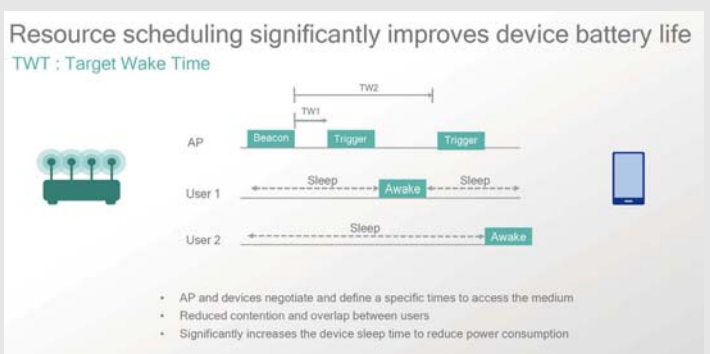 Resource scheduling significantly improves device battery life
TWT : Target Wake Time
TW2
TW1
AP
Beacon
Trigger
Trigger
User 1
Sleep
Awake
Sleep
User 2
Sleep
Awake
• AP and devices negotiate and define a specific times to access the medium
• Reduced contention and overlap between users
• Significantly increases the device sleep time to reduce power consumption